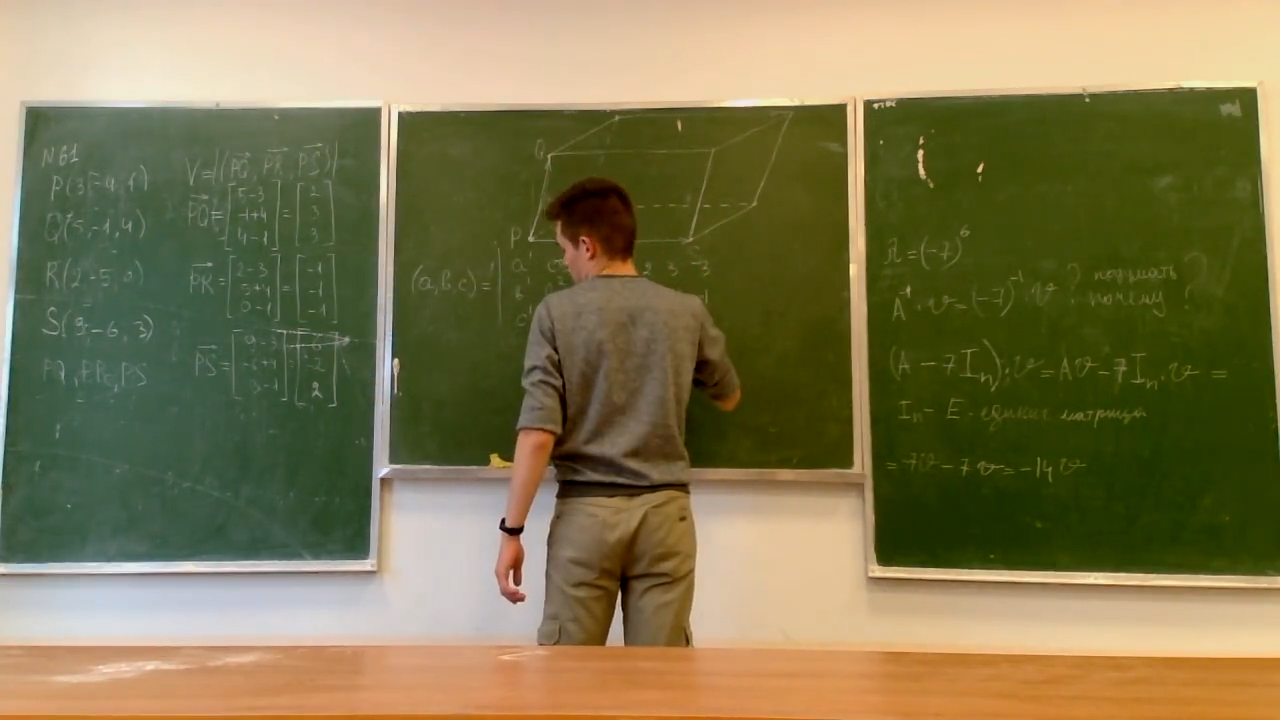 N61
P(3,-4,1)
Q(5,-1,4)
R(2,-5,0)
S(9,-6,3)
PQ, PR, PS
V=|(PQ, PR, PS)|
PQ=[5-3 -1+4 4-1]=[2 3 3]
PR=[2-3 -5+4 0-1]=[-1 -1 -1]
PS=[9-3 -6+4 3-1]=[6 -2 2]
Q
P
S
(a,b,c)=
λ=(-7)⁶
A⁻¹·v=(-7)⁻¹·v ? подумать почему ?
(A-7Iₙ)·v=Av-7Iₙ·v=
Iₙ-E- матрица
=-7v-7v=-14v